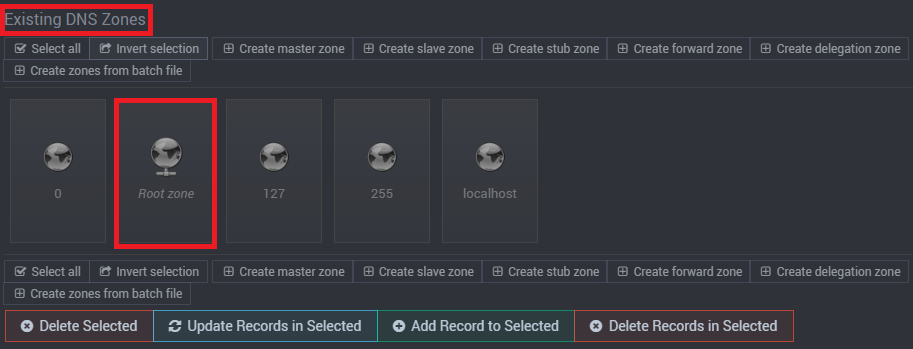 Existing DNS Zones
Select all Invert selection Create master zone Create slave zone Create stub zone Create forward zone Create delegation zone
Create zones from batch file
0 Root zone 127 255 localhost
Select all Invert selection Create master zone Create slave zone Create stub zone Create forward zone Create delegation zone
Create zones from batch file
Delete Selected Update Records in Selected Add Record to Selected Delete Records in Selected